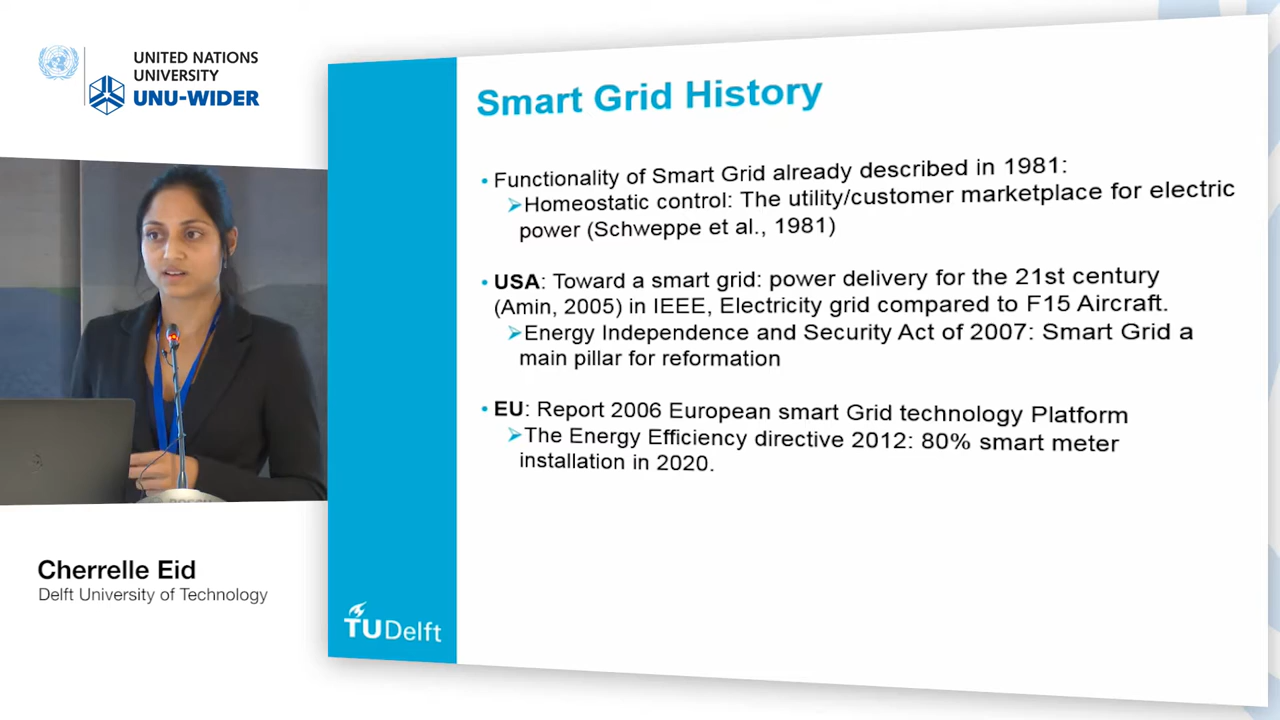 UNITED NATIONS
UNIVERSITY
UNU-WIDER
Smart Grid History
• Functionality of Smart Grid already described in 1981:
➢Homeostatic control: The utility/customer marketplace for electric
power (Schweppe et al., 1981)
• USA: Toward a smart grid: power delivery for the 21st century
(Amin, 2005) in IEEE, Electricity grid compared to F15 Aircraft.
➢Energy Independence and Security Act of 2007: Smart Grid a
main pillar for reformation
• EU: Report 2006 European smart Grid technology Platform
➢The Energy Efficiency directive 2012: 80% smart meter
installation in 2020.
Cherrelle Eid
Delft University of Technology
TUDelft